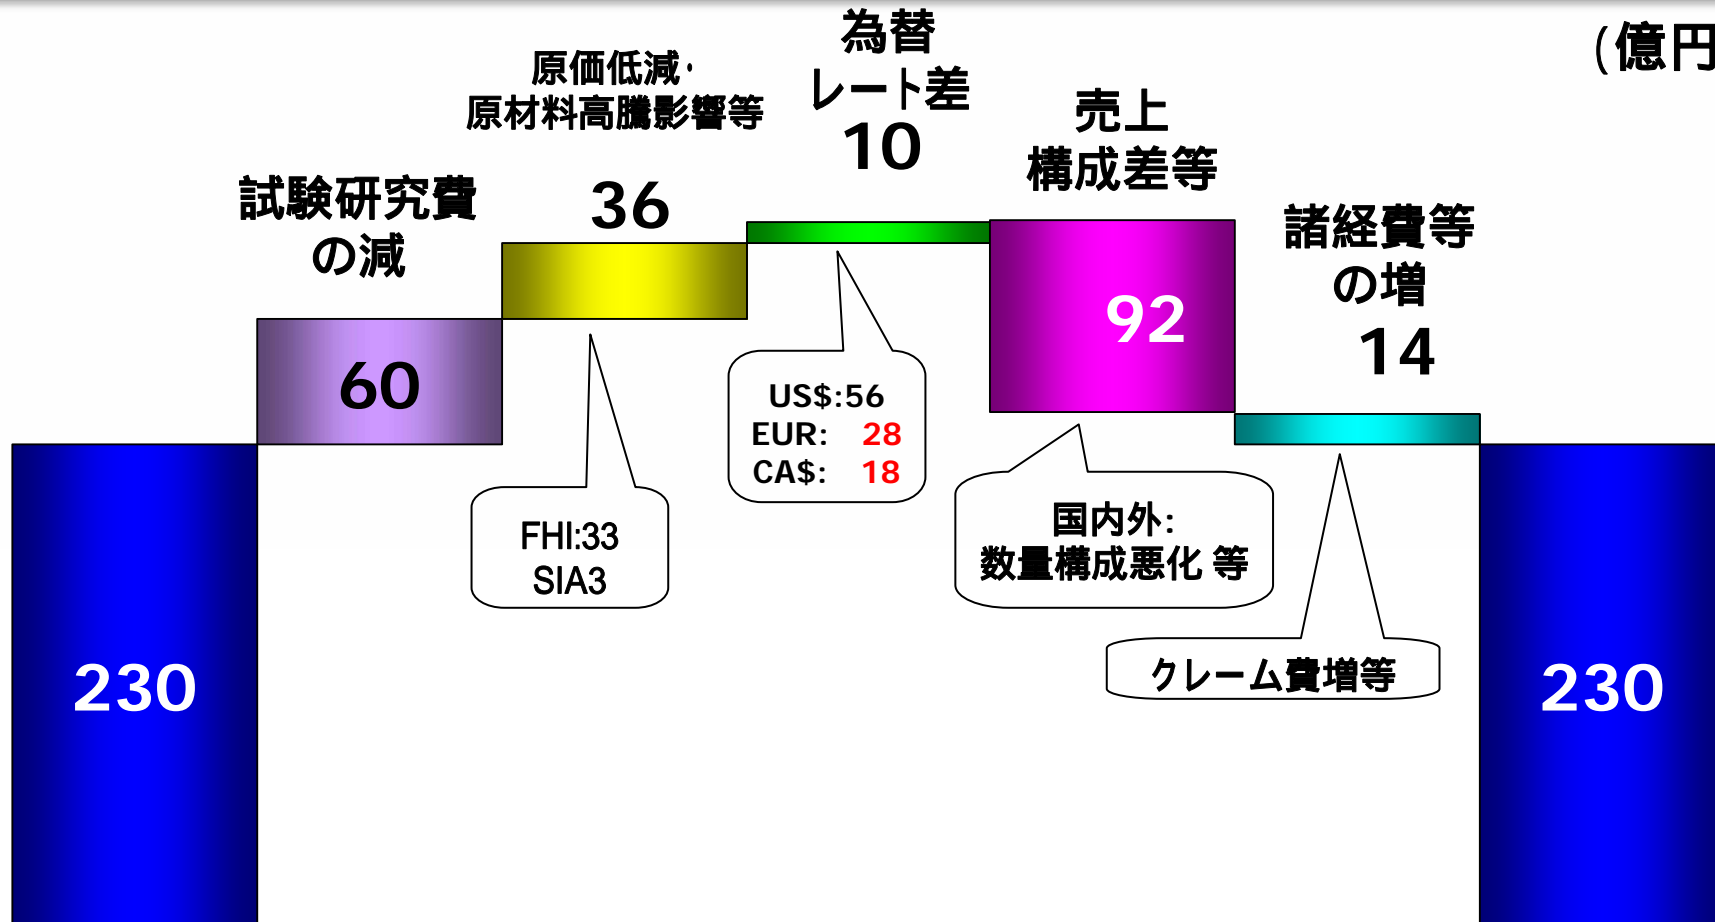 (億円
為替
レート差
10
原価低減・
原材料高騰影響等
36
売上
構成差等
92
試験研究費
の減
60
諸経費等
の増
14
US$:56
EUR: 28
CA$: 18
FHI:33
SIA3
国内外:
数量構成悪化 等
クレーム費増等
230
230